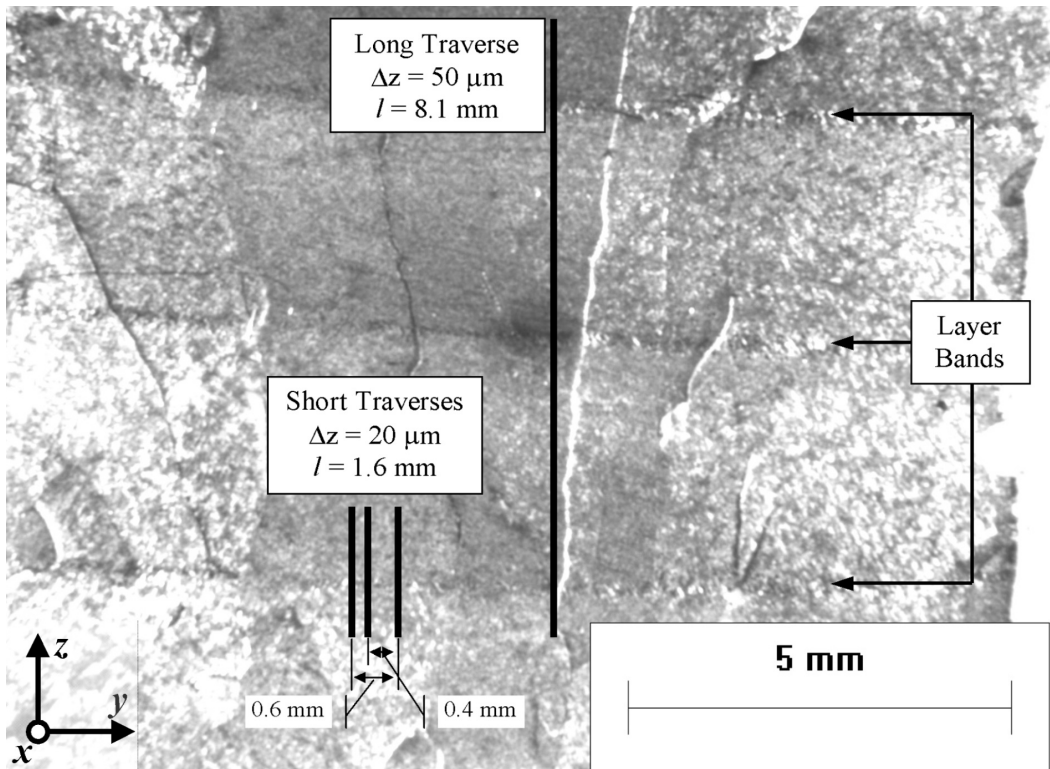 Long Traverse
Δz = 50 μm
l = 8.1 mm
Layer
Bands
Short Traverses
Δz = 20 μm
l = 1.6 mm
z
y
x
0.6 mm
0.4 mm
5 mm